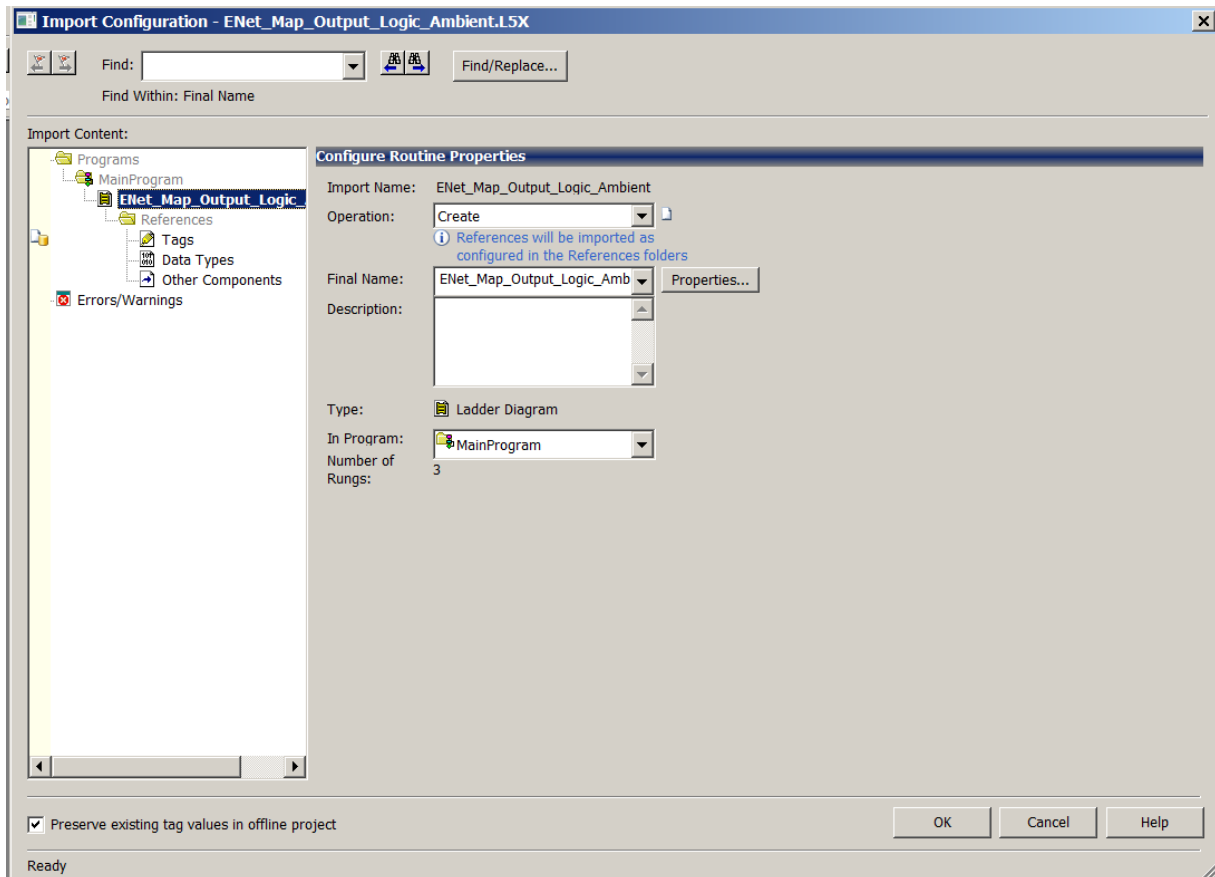 Import Configuration - ENet_Map_Output_Logic_Ambient.L5X
Find:
Find/Replace...
Find Within: Final Name
Import Content:
Programs
MainProgram
ENet_Map_Output_Logic_
References
Tags
Data Types
Other Components
Errors/Warnings
Configure Routine Properties
Import Name: ENet_Map_Output_Logic_Ambient
Operation: Create
References will be imported as
configured in the References folders
Final Name: ENet_Map_Output_Logic_Amb
Properties...
Description:
Type: Ladder Diagram
In Program: MainProgram
Number of
Rungs: 3
Preserve existing tag values in offline project
OK
Cancel
Help
Ready